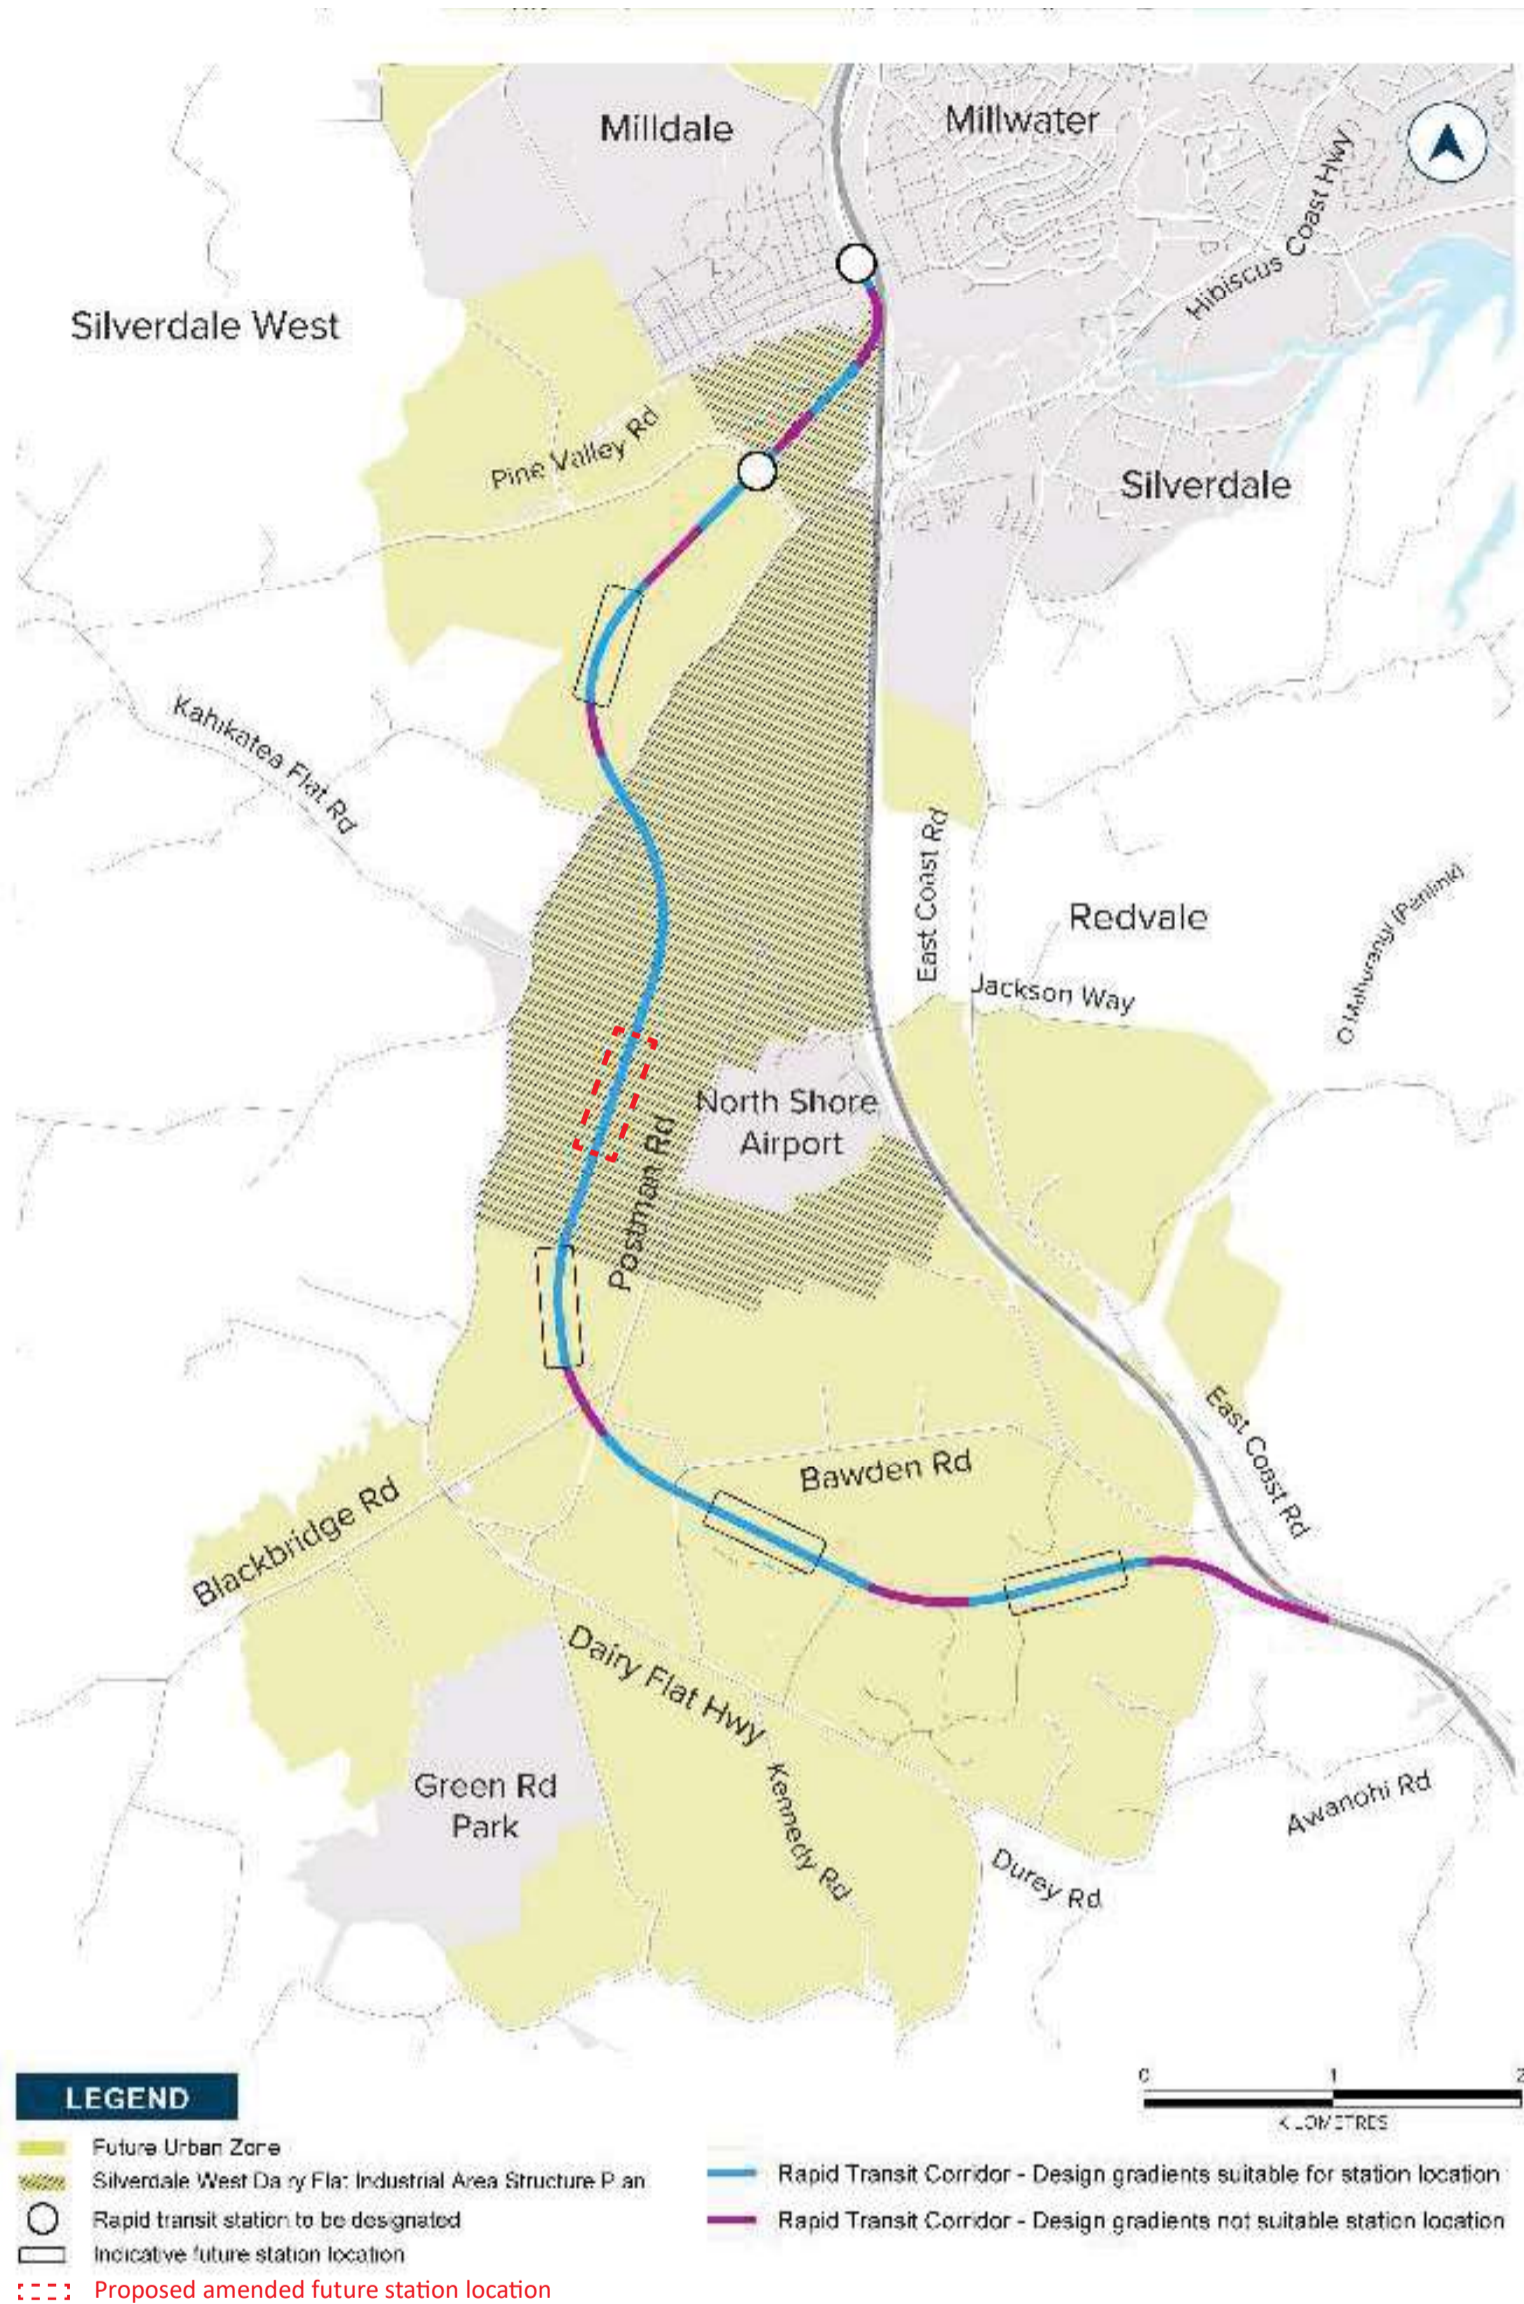 Milldale
Millwater
Hibiscus Coast Hwy
Silverdale West
Pine Valley Rd
Silverdale
Kahikatea Flat Rd
East Coast Rd
Redvale
O Mahurangi (Penlink)
Jackson Way
North Shore
Airport
Postman Rd
East Coast Rd
Bawden Rd
Blackbridge Rd
Dairy Flat Hwy
Green Rd
Park
Kennedy Rd
Awanohi Rd
Durey Rd
0 1 2
KILOMETRES
LEGEND
Future Urban Zone
Silverdale West Dairy Flat Industrial Area Structure Plan
Rapid transit station to be designated
Indicative future station location
Proposed amended future station location
Rapid Transit Corridor - Design gradients suitable for station location
Rapid Transit Corridor - Design gradients not suitable station location